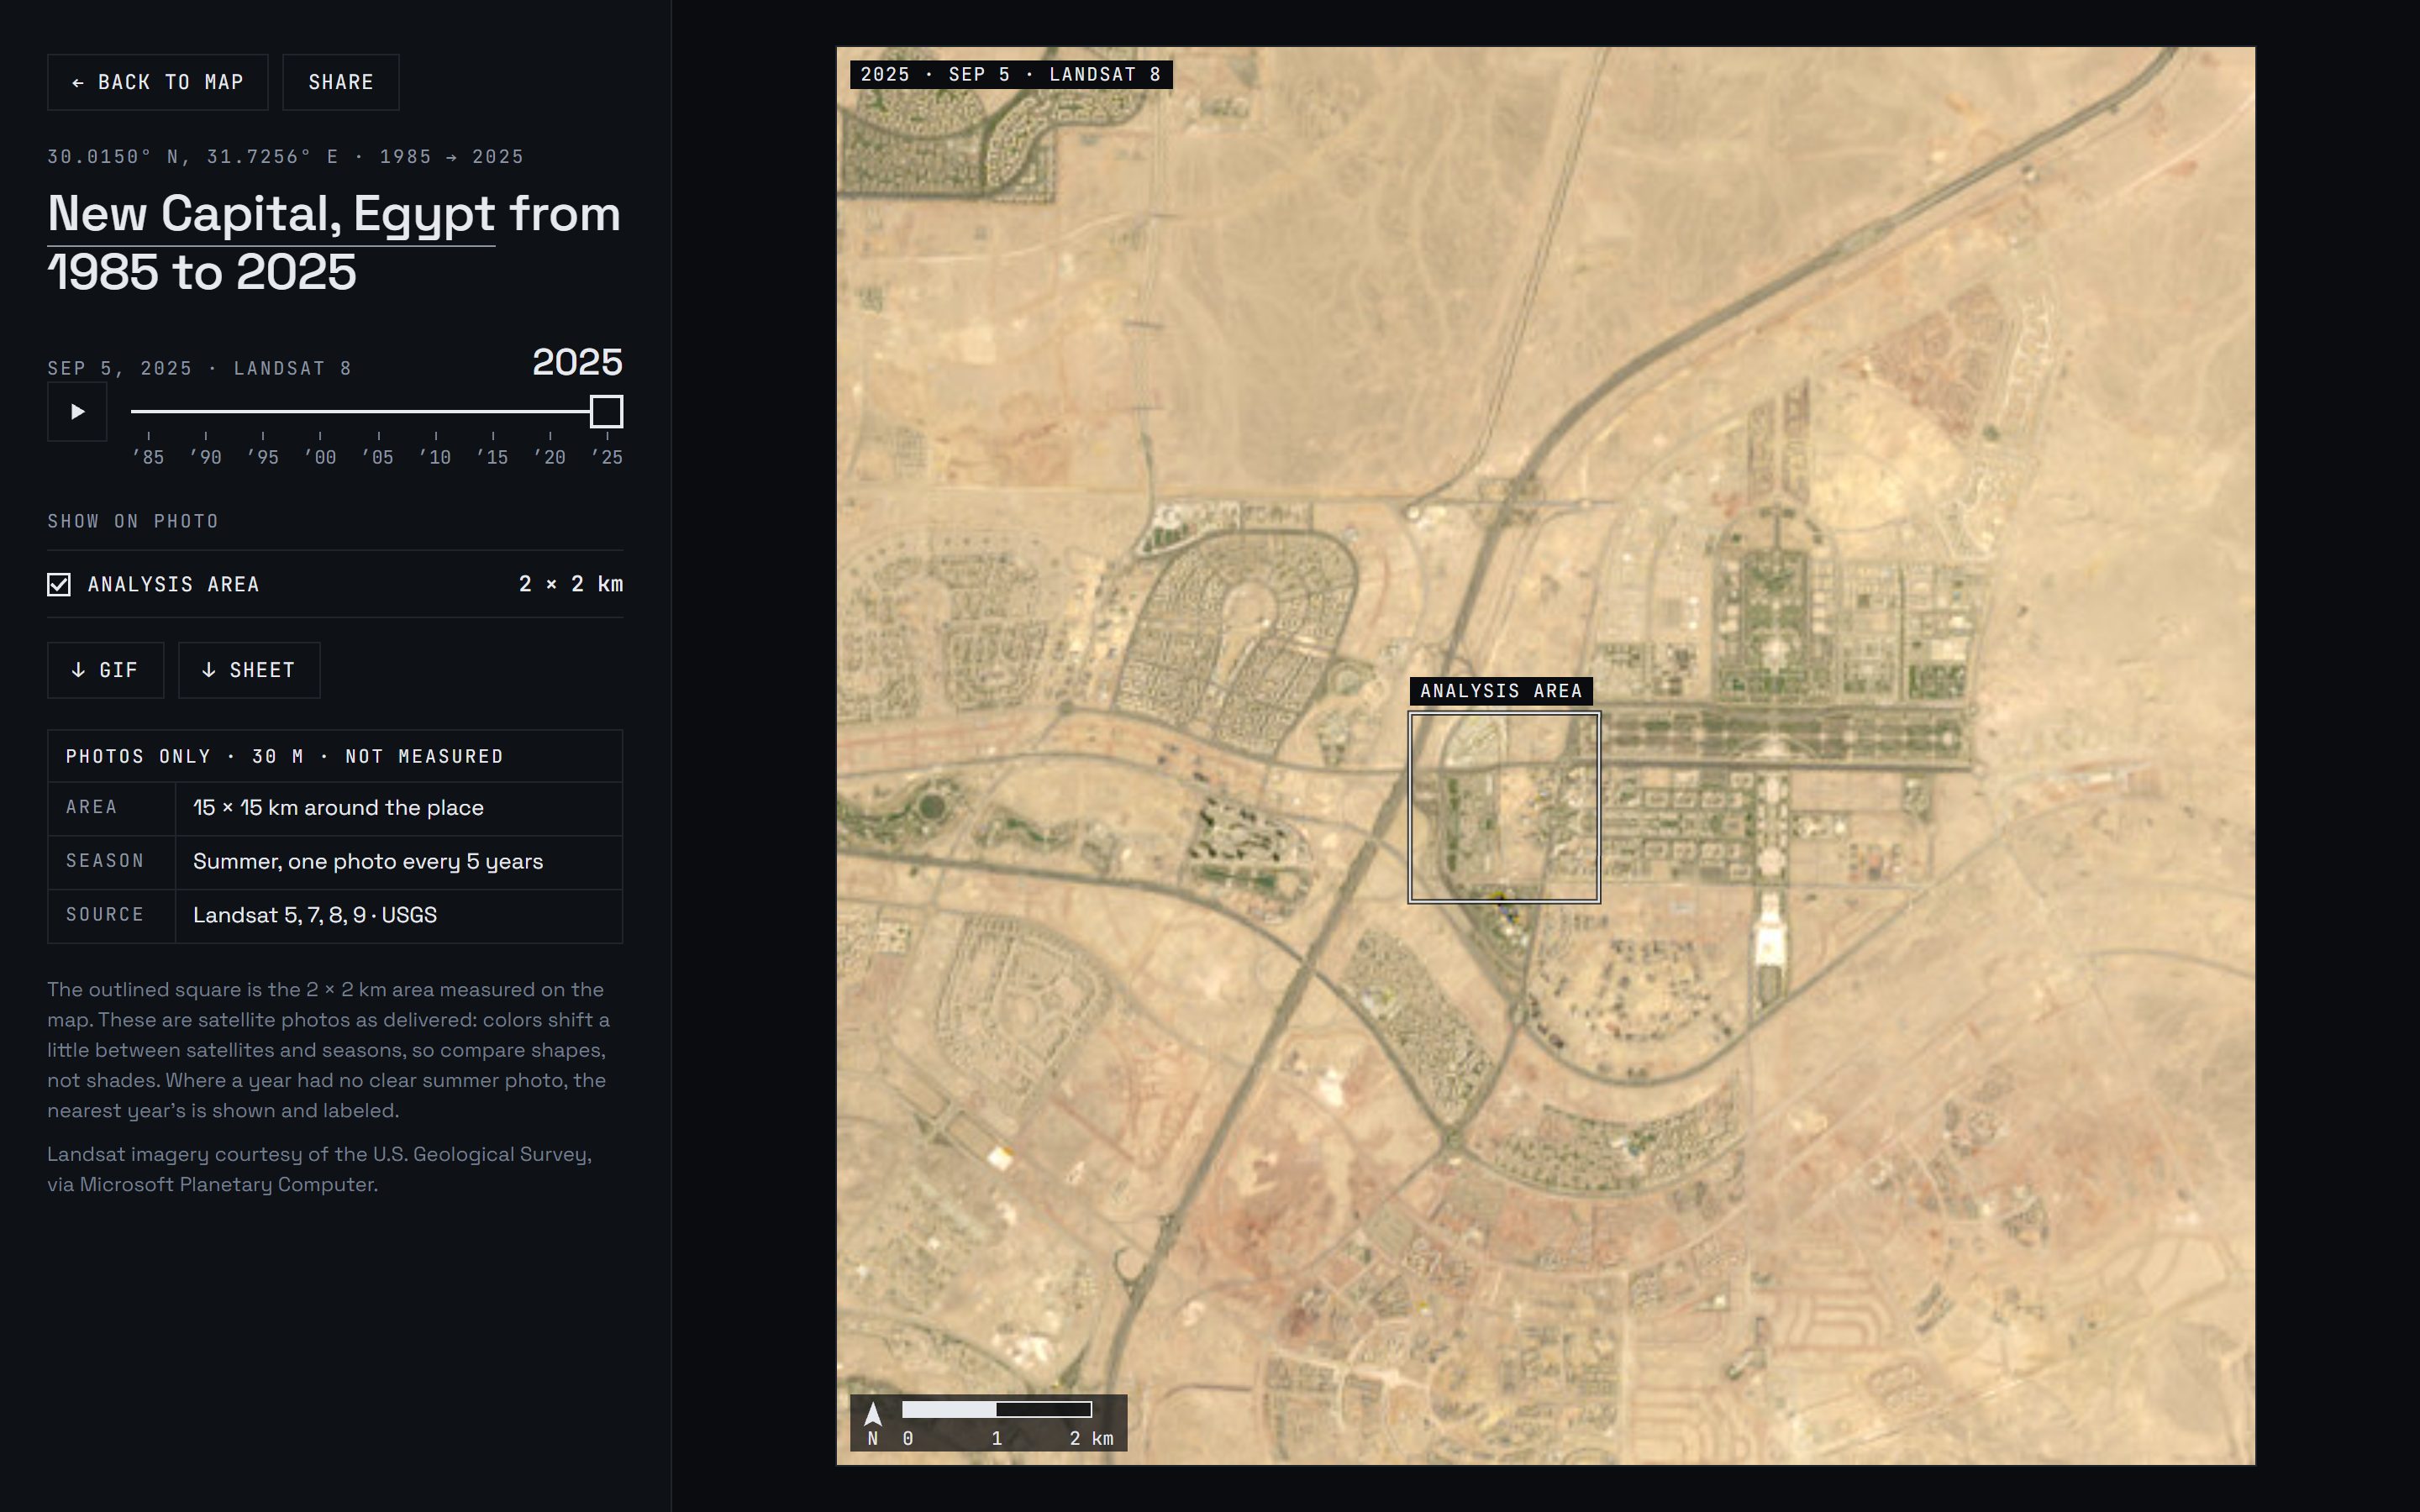 ← BACK TO MAP
SHARE
30.0150° N, 31.7256° E · 1985 → 2025
New Capital, Egypt from
1985 to 2025
SEP 5, 2025 · LANDSAT 8
2025
’85 ’90 ’95 ’00 ’05 ’10 ’15 ’20 ’25
SHOW ON PHOTO
ANALYSIS AREA
2 × 2 km
↓ GIF
↓ SHEET
PHOTOS ONLY · 30 M · NOT MEASURED
AREA
15 × 15 km around the place
SEASON
Summer, one photo every 5 years
SOURCE
Landsat 5, 7, 8, 9 · USGS
The outlined square is the 2 × 2 km area measured on the
map. These are satellite photos as delivered: colors shift a
little between satellites and seasons, so compare shapes,
not shades. Where a year had no clear summer photo, the
nearest year’s is shown and labeled.
Landsat imagery courtesy of the U.S. Geological Survey,
via Microsoft Planetary Computer.
2025 · SEP 5 · LANDSAT 8
ANALYSIS AREA
N 0 1 2 km